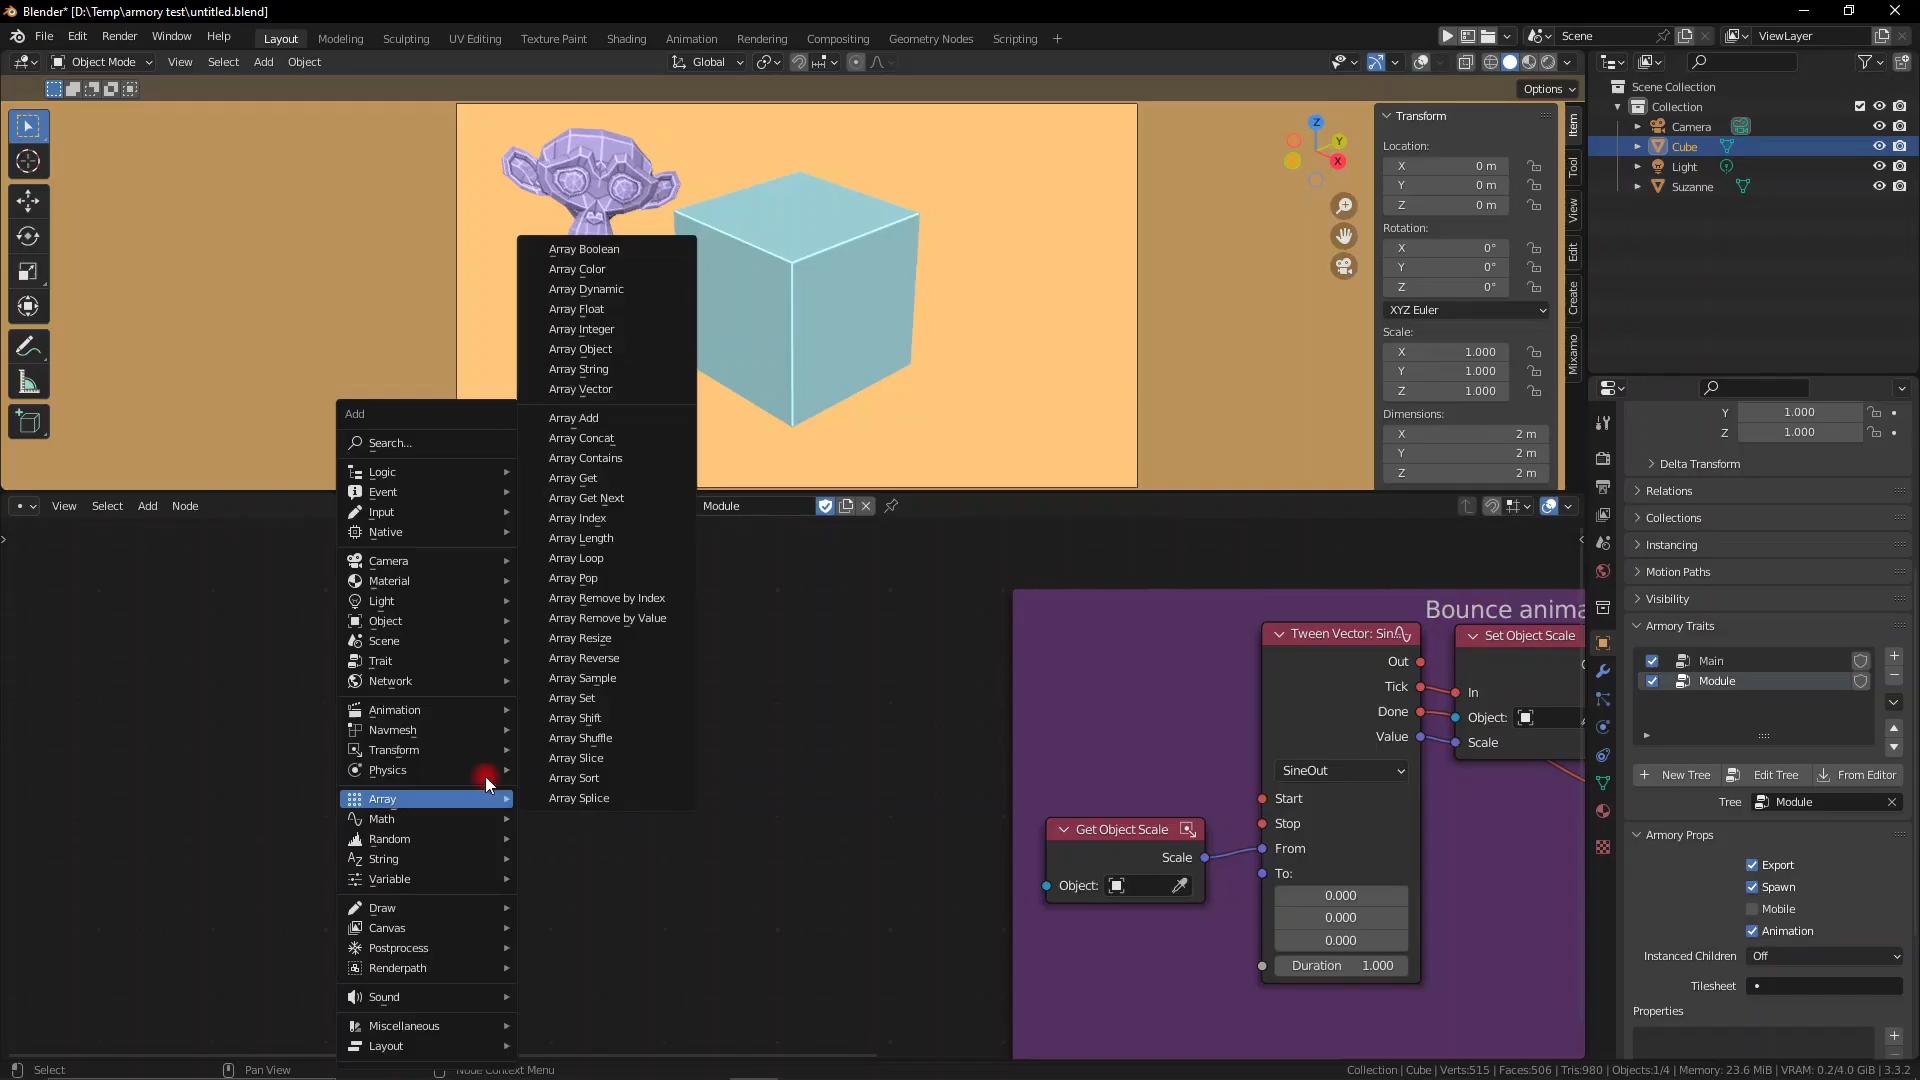 Blender* [D:\Temp\armory test\untitled.blend]
File Edit Render Window Help
Layout Modeling Sculpting UV Editing Texture Paint Shading Animation Rendering Compositing Geometry Nodes Scripting
Scene
ViewLayer
Object Mode View Select Add Object
Global
Options
Transform
Location:
X 0 m
Y 0 m
Z 0 m
Rotation:
X 0°
Y 0°
Z 0°
XYZ Euler
Scale:
X 1.000
Y 1.000
Z 1.000
Dimensions:
X 2 m
Y 2 m
Z 2 m
Item
Tool
View
Edit
Create
Mixamo
Z
Y
X
Scene Collection
Collection
Camera
Cube
Light
Suzanne
View Select Add Node
Module
Add
Search...
Logic
Event
Input
Native
Camera
Material
Light
Object
Scene
Trait
Network
Animation
Navmesh
Transform
Physics
Array
Math
Random
String
Variable
Draw
Canvas
Postprocess
Renderpath
Sound
Miscellaneous
Layout
Array Boolean
Array Color
Array Dynamic
Array Float
Array Integer
Array Object
Array String
Array Vector
Array Add
Array Concat
Array Contains
Array Get
Array Get Next
Array Index
Array Length
Array Loop
Array Pop
Array Remove by Index
Array Remove by Value
Array Resize
Array Reverse
Array Sample
Array Set
Array Shift
Array Shuffle
Array Slice
Array Sort
Array Splice
Bounce anima
Get Object Scale
Scale
Object:
Tween Vector: Sin...
Out
Tick
Done
Value
SineOut
Start
Stop
From
To:
0.000
0.000
0.000
Duration 1.000
Set Object Scale
In
Object:
Scale
Y 1.000
Z 1.000
Delta Transform
Relations
Collections
Instancing
Motion Paths
Visibility
Armory Traits
Main
Module
New Tree Edit Tree From Editor
Tree Module
Armory Props
Export
Spawn
Mobile
Animation
Instanced Children Off
Tilesheet
Properties
Select
Pan View
Node Context Menu
Collection | Cube | Verts:515 | Faces:506 | Tris:980 | Objects:1/4 | Memory: 23.6 MiB | VRAM: 0.2/4.0 GiB | 3.3.2